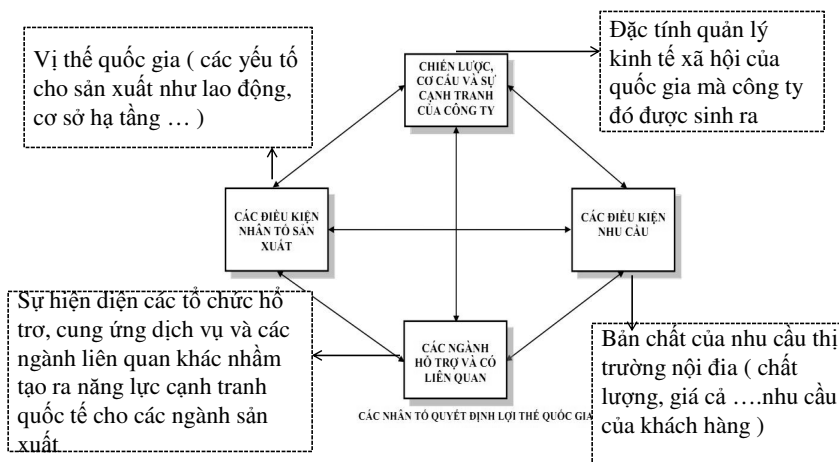 Vị thế quốc gia ( các yếu tố
cho sản xuất như lao động,
cơ sở hạ tầng … )
CHIẾN LƯỢC,
CƠ CẤU VÀ SỰ
CẠNH TRANH
CỦA CÔNG TY
Đặc tính quản lý
kinh tế xã hội của
quốc gia mà công ty
đó được sinh ra
CÁC ĐIỀU KIỆN
NHÂN TỐ SẢN
XUẤT
CÁC ĐIỀU KIỆN
NHU CẦU
Sự hiện diện các tổ chức hổ
trơ, cung ứng dịch vụ và các
ngành liên quan khác nhầm
tạo ra năng lực cạnh tranh
quốc tế cho các ngành sản
xuất
CÁC NGÀNH
HỖ TRỢ VÀ CÓ
LIÊN QUAN
Bản chất của nhu cầu thị
trường nội đia ( chất
lượng, giá cả ….nhu cầu
của khách hàng )
CÁC NHÂN TỐ QUYẾT ĐỊNH LỢI THẾ QUỐC GIA